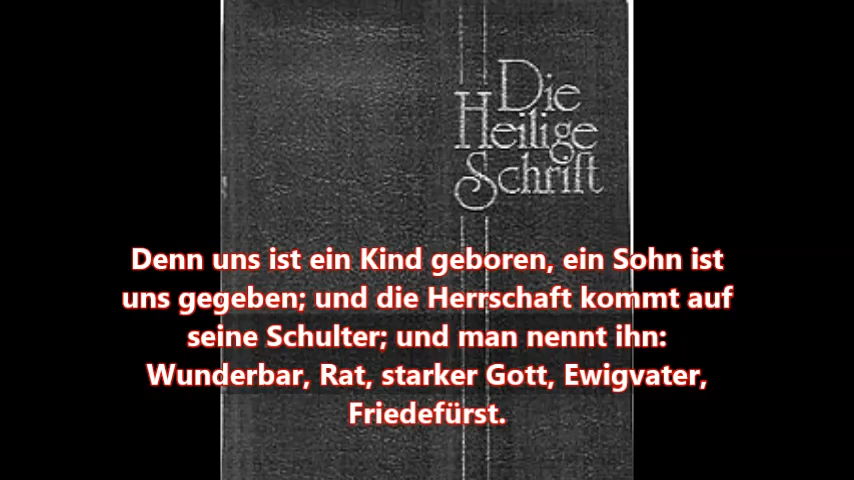 Die
Heilige
Schrift
Denn uns ist ein Kind geboren, ein Sohn ist
uns gegeben; und die Herrschaft kommt auf
seine Schulter; und man nennt ihn:
Wunderbar, Rat, starker Gott, Ewigvater,
Friedefürst.